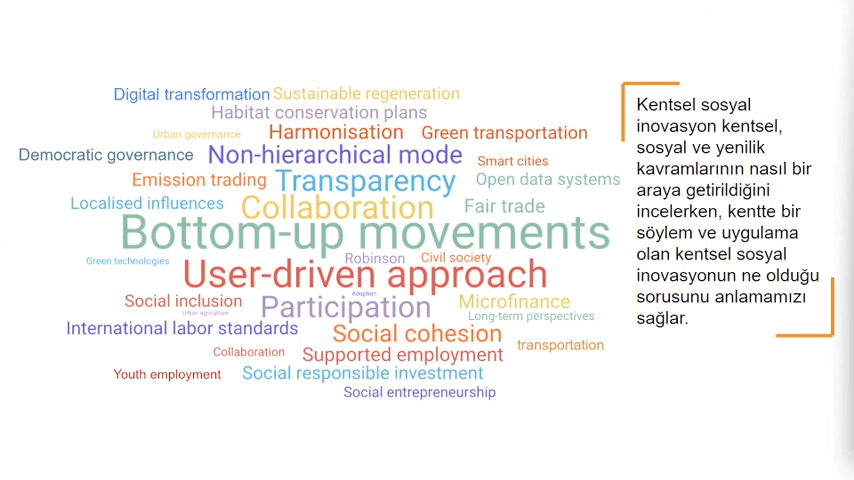 Digital transformation Sustainable regeneration
Habitat conservation plans
Urban governance Harmonisation Green transportation
Democratic governance Non-hierarchical mode Smart cities
Emission trading Transparency Open data systems
Localised influences Collaboration Fair trade
Bottom-up movements
Green technologies Robinson Civil society
User-driven approach
Adoption
Social inclusion Participation Microfinance
Urban agriculture Long-term perspectives
International labor standards Social cohesion
Collaboration Supported employment transportation
Youth employment Social responsible investment
Social entrepreneurship
Kentsel sosyal
inovasyon kentsel,
sosyal ve yenilik
kavramlarının nasıl bir
araya getirildiğini
incelerken, kentte bir
söylem ve uygulama
olan kentsel sosyal
inovasyonun ne olduğu
sorusunu anlamamızı
sağlar.